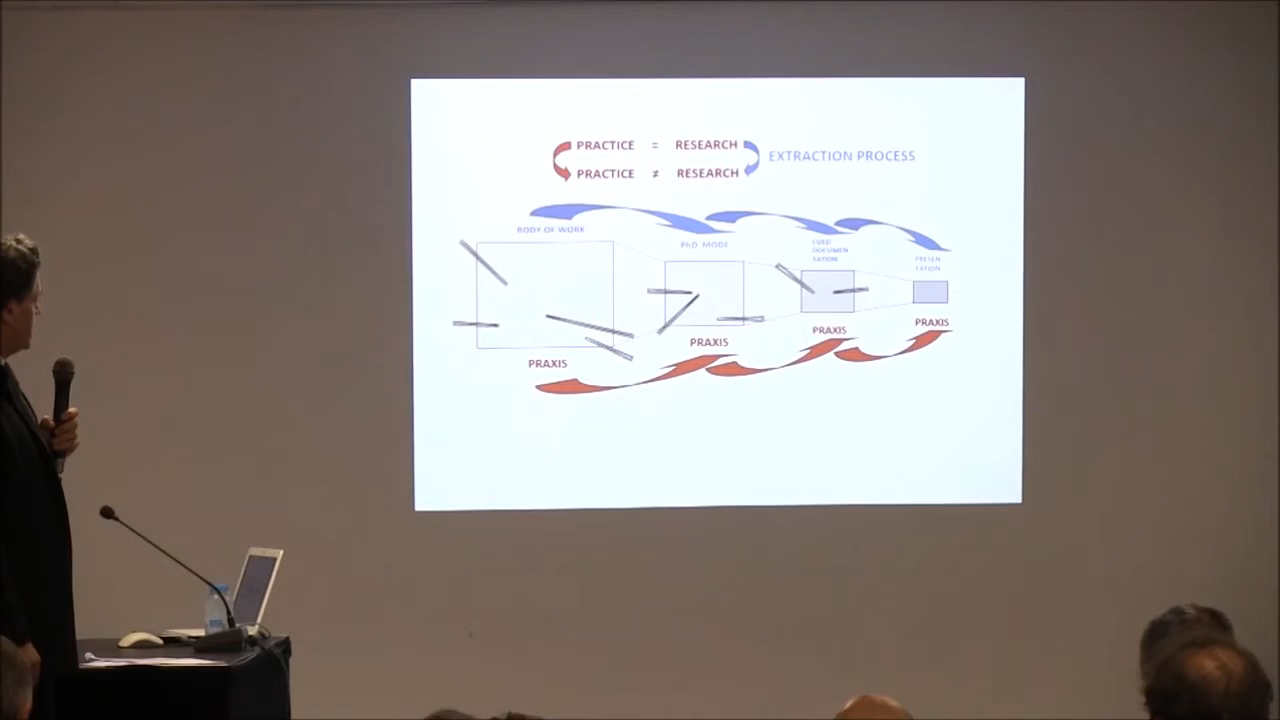 PRACTICE = RESEARCH
PRACTICE ≠ RESEARCH
EXTRACTION PROCESS
BODY OF WORK
PhD MODE
CUED
DOCUMEN
TATION
PRESEN
TATION
PRAXIS
PRAXIS
PRAXIS
PRAXIS